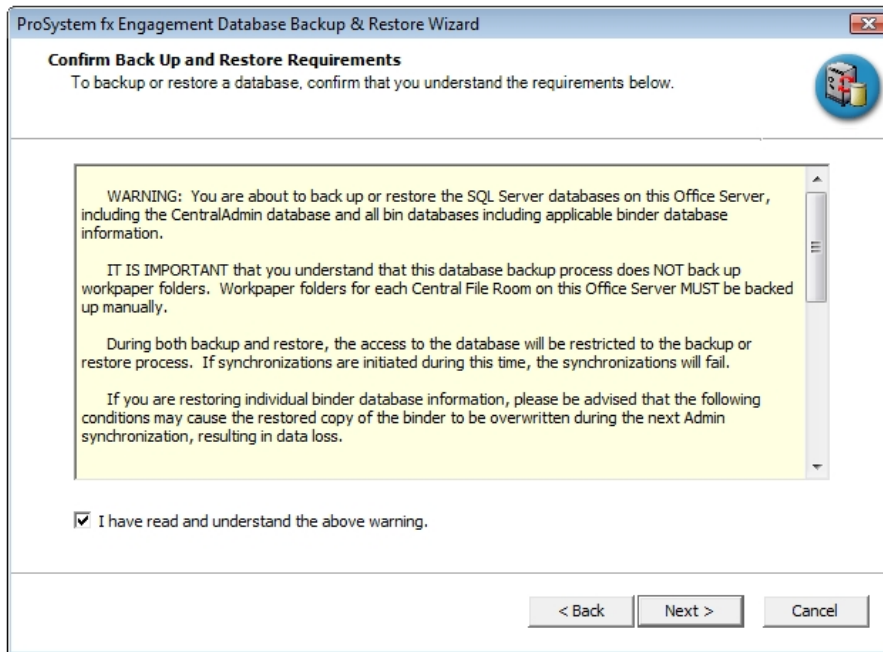 ProSystem fx Engagement Database Backup & Restore Wizard
Confirm Back Up and Restore Requirements
To backup or restore a database, confirm that you understand the requirements below.
WARNING: You are about to back up or restore the SQL Server databases on this Office Server,
including the CentralAdmin database and all bin databases including applicable binder database
information.
IT IS IMPORTANT that you understand that this database backup process does NOT back up
workpaper folders. Workpaper folders for each Central File Room on this Office Server MUST be backed
up manually.
During both backup and restore, the access to the database will be restricted to the backup or
restore process. If synchronizations are initiated during this time, the synchronizations will fail.
If you are restoring individual binder database information, please be advised that the following
conditions may cause the restored copy of the binder to be overwritten during the next Admin
synchronization, resulting in data loss.
I have read and understand the above warning.
< Back
Next >
Cancel